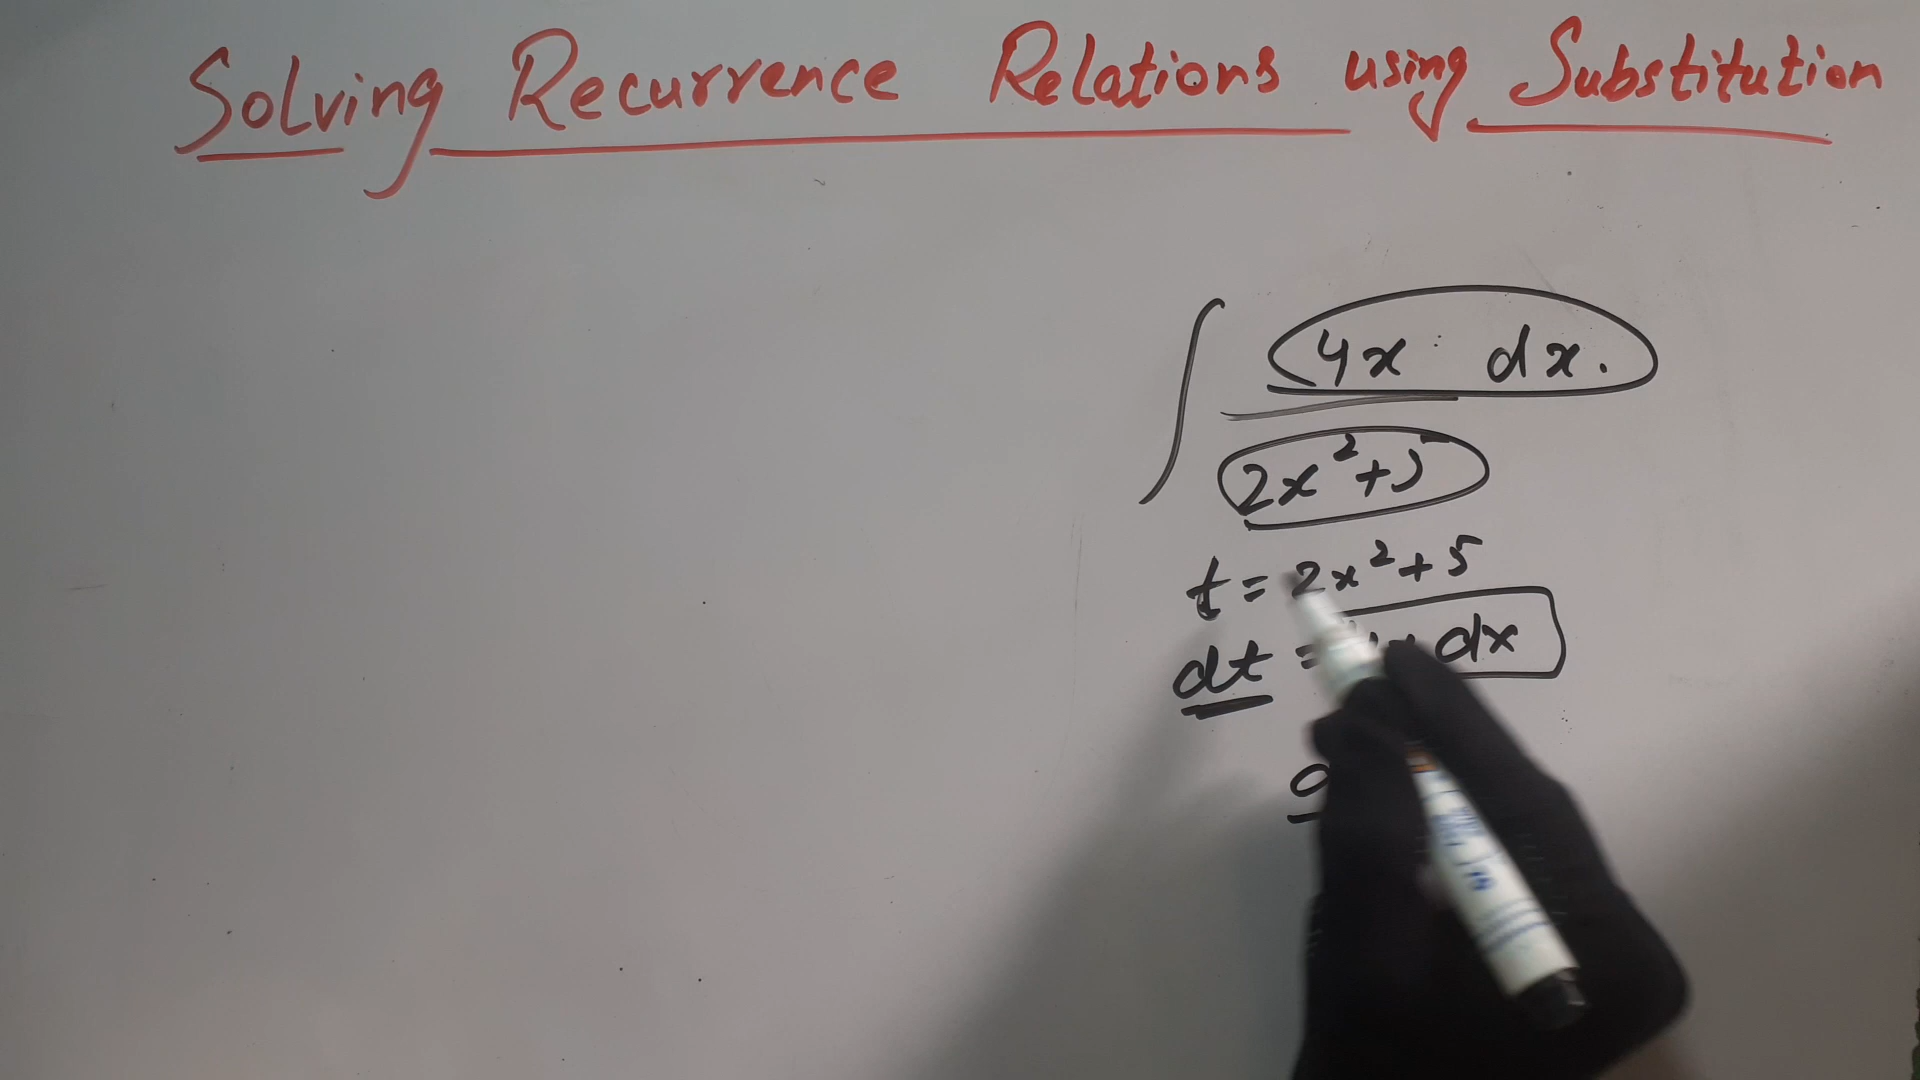 Solving Recurrence Relations using Substitution
∫ 4x dx.
2x²+5
t = 2x²+5
dt = dx